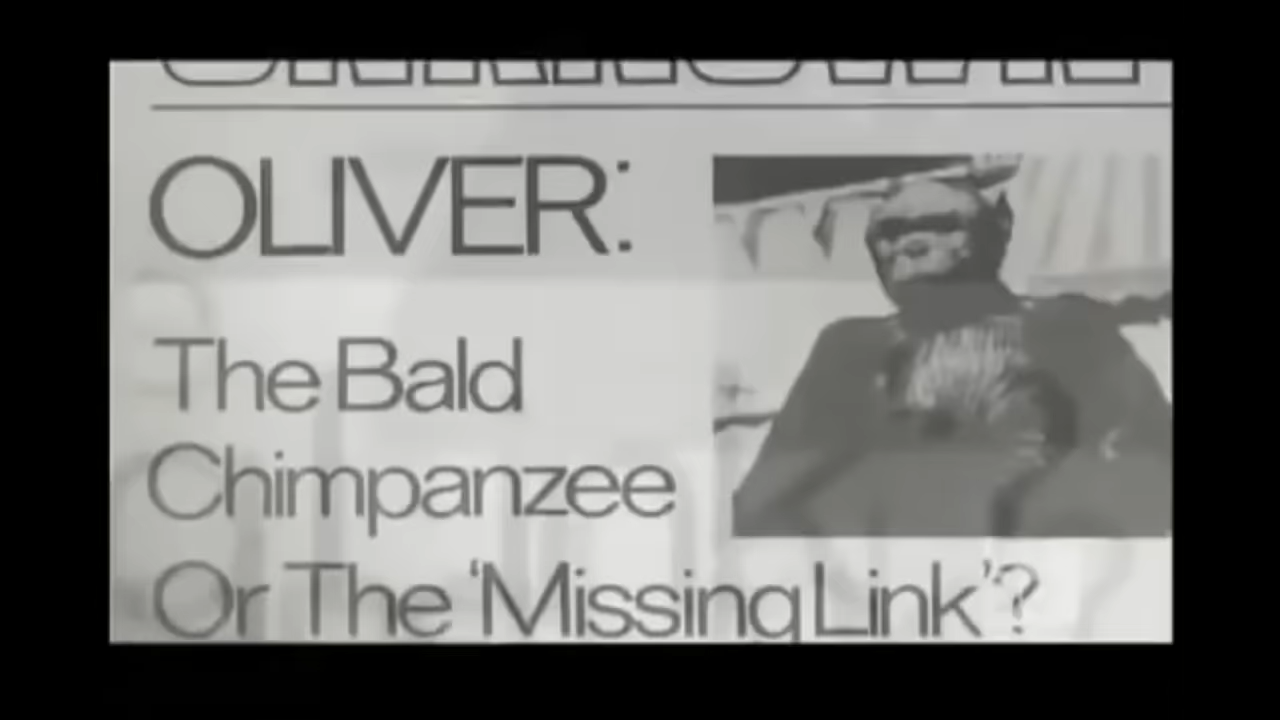 OLIVER:
The Bald
Chimpanzee
Or The ‘Missing Link’?